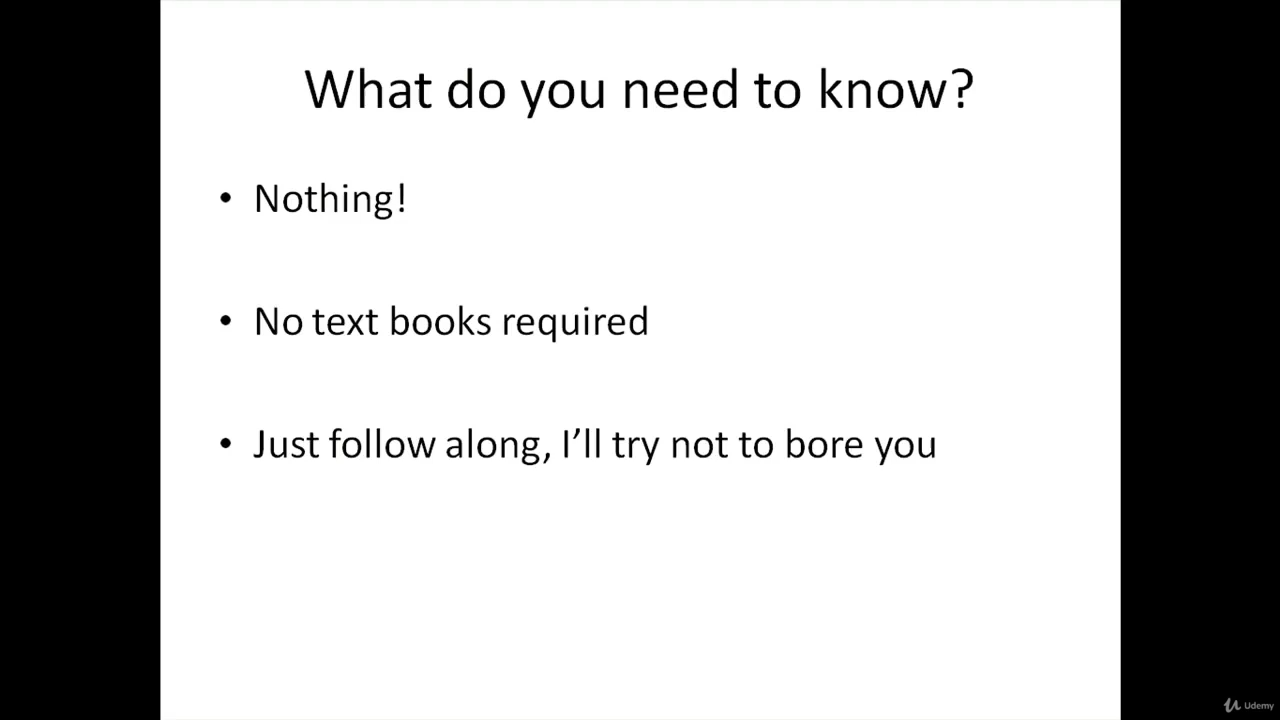 What do you need to know?
• Nothing!
• No text books required
• Just follow along, I’ll try not to bore you
Udemy